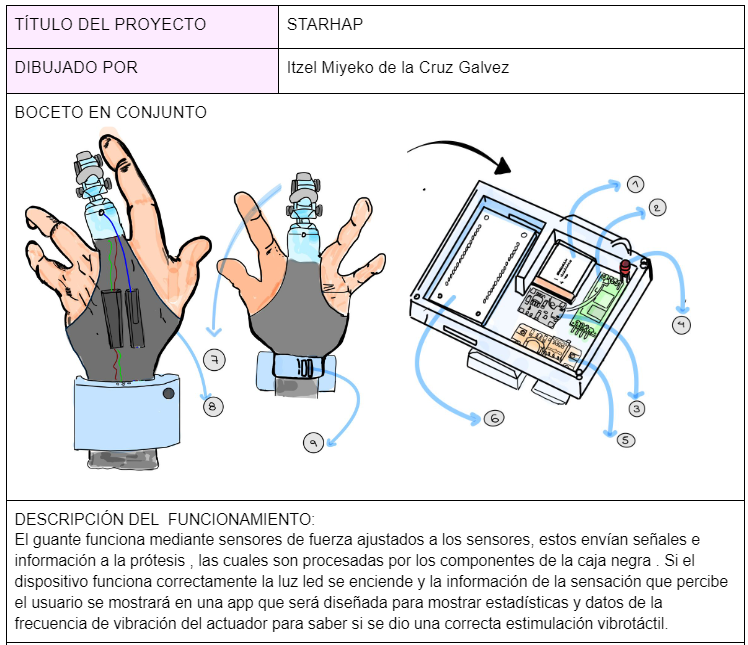 TÍTULO DEL PROYECTO
STARHAP
DIBUJADO POR
Itzel Miyeko de la Cruz Galvez
BOCETO EN CONJUNTO
1
2
4
7
8
3
6
5
9
DESCRIPCIÓN DEL  FUNCIONAMIENTO:
El guante funciona mediante sensores de fuerza ajustados a los sensores, estos envían señales e
información a la prótesis , las cuales son procesadas por los componentes de la caja negra . Si el
dispositivo funciona correctamente la luz led se enciende y la información de la sensación que percibe
el usuario se mostrará en una app que será diseñada para mostrar estadísticas y datos de la
frecuencia de vibración del actuador para saber si se dio una correcta estimulación vibrotáctil.